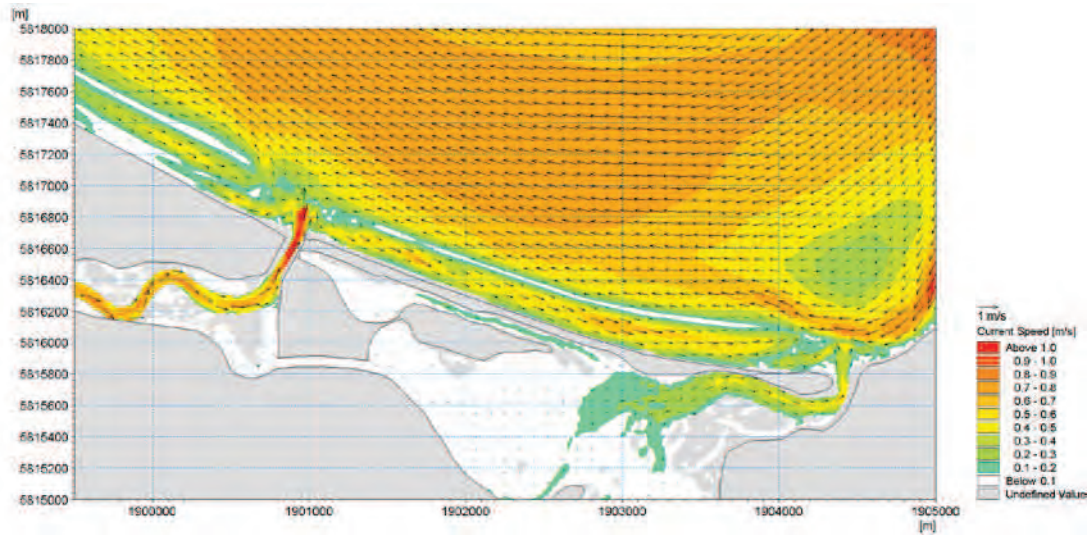 [m]
5818000
5817800
5817600
5817400
5817200
5817000
5816800
5816600
5816400
5816200
5816000
5815800
5815600
5815400
5815200
5815000
1900000 1901000 1902000 1903000 1904000 1905000
[m]
1 m/s
Current Speed [m/s]
Above 1.0
0.9 - 1.0
0.8 - 0.9
0.7 - 0.8
0.6 - 0.7
0.5 - 0.6
0.4 - 0.5
0.3 - 0.4
0.2 - 0.3
0.1 - 0.2
Below 0.1
Undefined Value